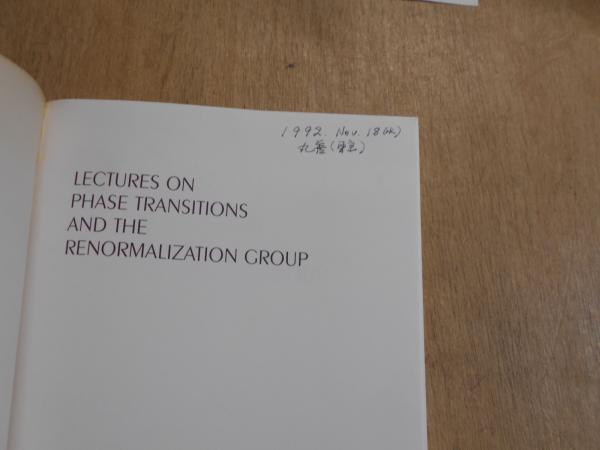 1992. Nov. 18(水)
丸善(東京)
LECTURES ON
PHASE TRANSITIONS
AND THE
RENORMALIZATION GROUP